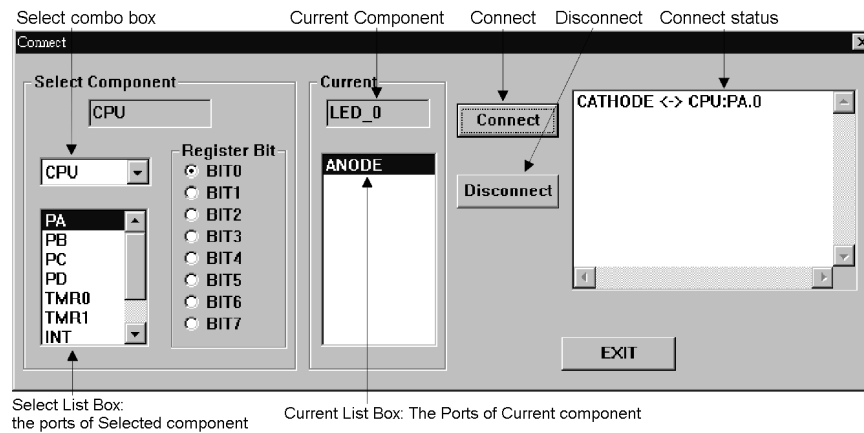 Select combo box
Current Component
Connect
Disconnect
Connect status
Connect
Select Component
CPU
CPU
PA
PB
PC
PD
TMR0
TMR1
INT
Register Bit
BIT0
BIT1
BIT2
BIT3
BIT4
BIT5
BIT6
BIT7
Current
LED_0
ANODE
Connect
Disconnect
CATHODE <-> CPU:PA.0
EXIT
Select List Box:
the ports of Selected component
Current List Box: The Ports of Current component